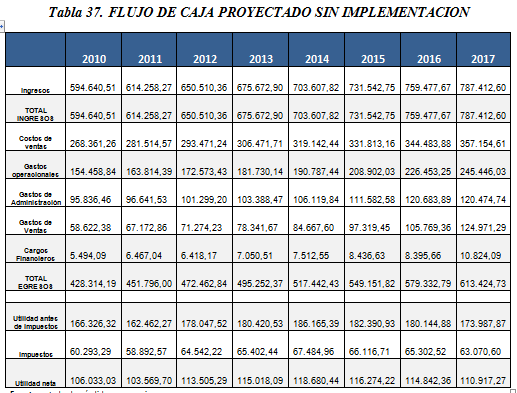 Tabla 37. FLUJO DE CAJA PROYECTADO SIN IMPLEMENTACION
2010 2011 2012 2013 2014 2015 2016 2017
Ingresos 594.640,51 614.258,27 650.510,36 675.672,90 703.607,82 731.542,75 759.477,67 787.412,60
TOTAL
INGRESOS 594.640,51 614.258,27 650.510,36 675.672,90 703.607,82 731.542,75 759.477,67 787.412,60
Costos de
ventas 268.361,26 281.514,57 293.471,24 306.471,71 319.142,44 331.813,16 344.483,88 357.154,61
Gastos
operacionales 154.458,84 163.814,39 172.573,43 181.730,14 190.787,44 208.902,03 226.453,25 245.446,03
Gastos de
Administración 95.836,46 96.641,53 101.299,20 103.388,47 106.119,84 111.582,58 120.683,89 120.474,74
Gastos de
Ventas 58.622,38 67.172,86 71.274,23 78.341,67 84.667,60 97.319,45 105.769,36 124.971,29
Cargos
Financieros 5.494,09 6.467,04 6.418,17 7.050,51 7.512,55 8.436,63 8.395,66 10.824,09
TOTAL
EGRESOS 428.314,19 451.796,00 472.462,84 495.252,37 517.442,43 549.151,82 579.332,79 613.424,73
Utilidad antes
de impuestos 166.326,32 162.462,27 178.047,52 180.420,53 186.165,39 182.390,93 180.144,88 173.987,87
Impuestos 60.293,29 58.892,57 64.542,22 65.402,44 67.484,96 66.116,71 65.302,52 63.070,60
Utilidad neta 106.033,03 103.569,70 113.505,29 115.018,09 118.680,44 116.274,22 114.842,36 110.917,27